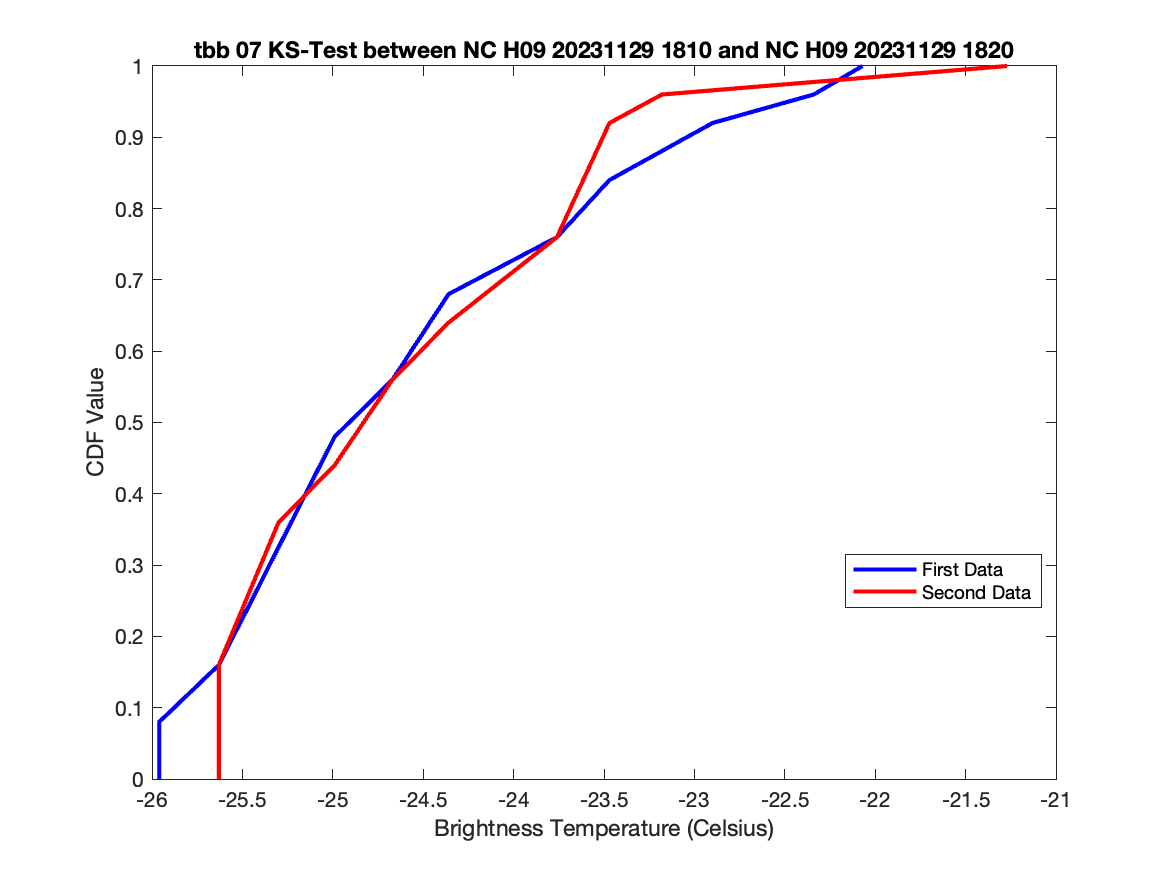 tbb 07 KS-Test between NC H09 20231129 1810 and NC H09 20231129 1820
1
0.9
0.8
0.7
0.6
0.5
0.4
0.3
0.2
0.1
0
CDF Value
First Data
Second Data
-26 -25.5 -25 -24.5 -24 -23.5 -23 -22.5 -22 -21.5 -21
Brightness Temperature (Celsius)